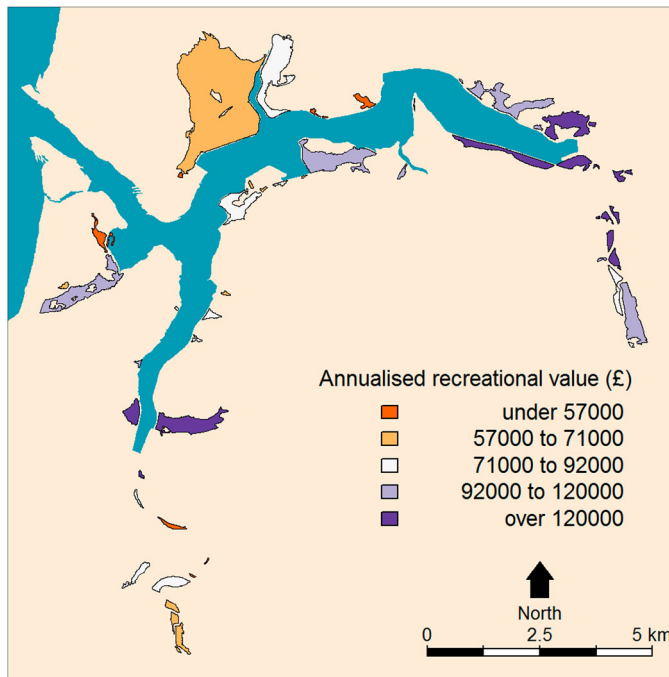 Annualised recreational value (£)
under 57000
57000 to 71000
71000 to 92000
92000 to 120000
over 120000
North
0 2.5 5 km